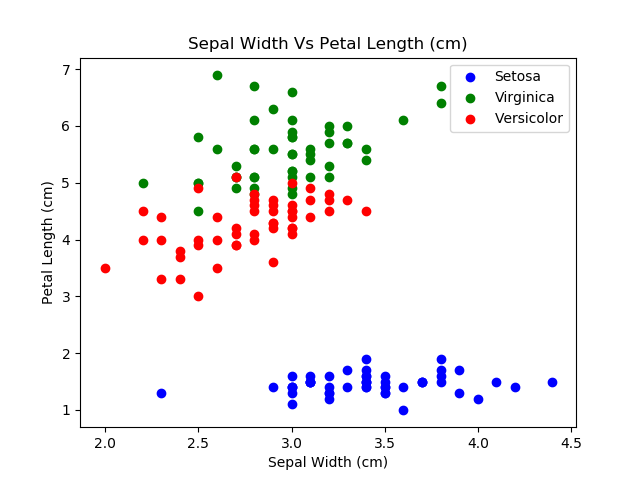 Sepal Width Vs Petal Length (cm)
Setosa
Virginica
Versicolor
7
6
5
4
3
2
1
Petal Length (cm)
2.0 2.5 3.0 3.5 4.0 4.5
Sepal Width (cm)